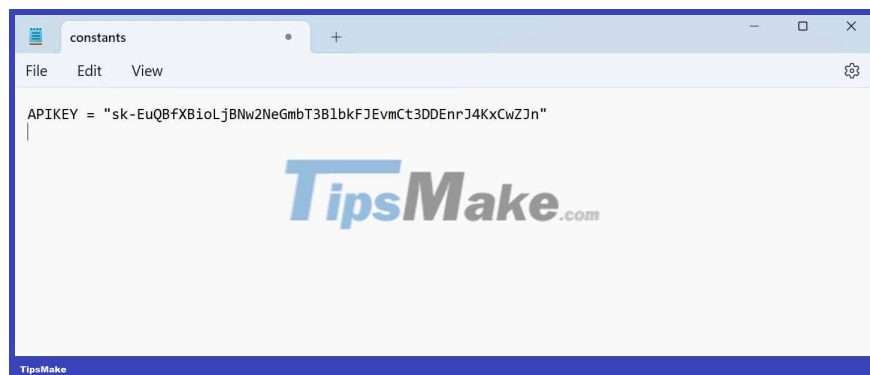 constants
File Edit View
APIKEY = "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"
TipsMake.com
TipsMake